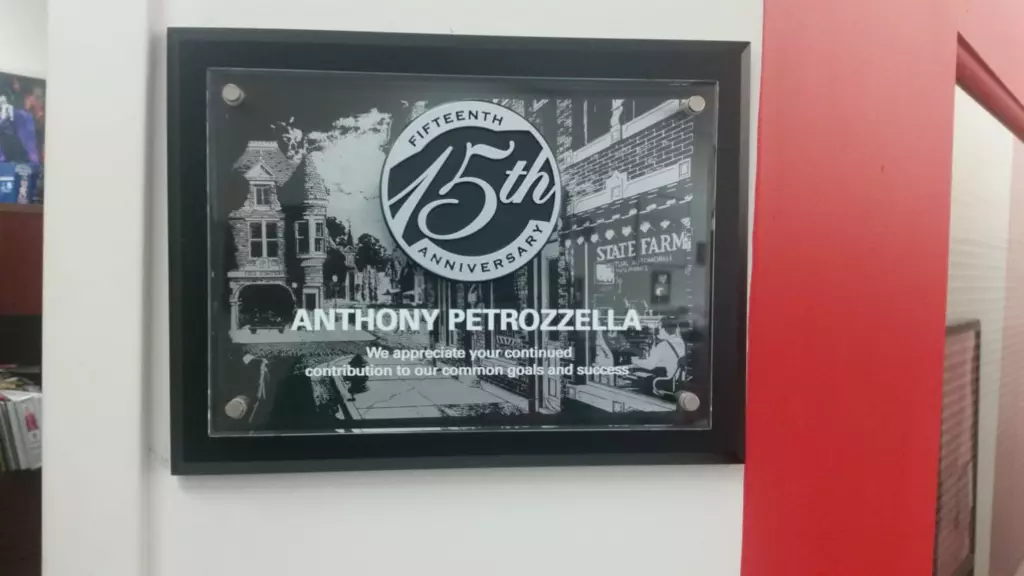 FIFTEENTH
15th
ANNIVERSARY
STATE FARM
ANTHONY PETROZZELLA
We appreciate your continued
contribution to our common goals and success